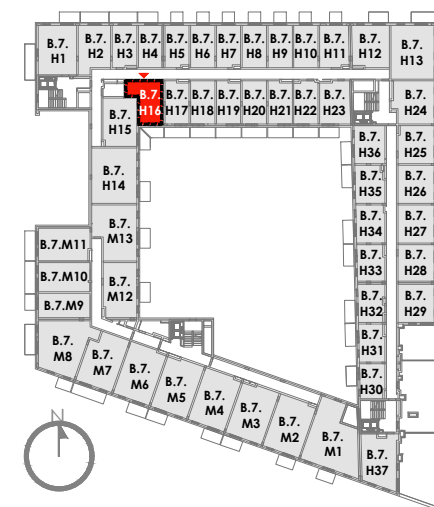 B.7.
H1
B.7.
H2
B.7.
H3
B.7.
H4
B.7.
H5
B.7.
H6
B.7.
H7
B.7.
H8
B.7.
H9
B.7.
H10
B.7.
H11
B.7.
H12
B.7.
H13
B.7.
H15
B.7.
H16
B.7.
H17
B.7.
H18
B.7.
H19
B.7.
H20
B.7.
H21
B.7.
H22
B.7.
H23
B.7.
H24
B.7.
H36
B.7.
H25
B.7.
H14
B.7.
H35
B.7.
H26
B.7.
M13
B.7.
H34
B.7.
H27
B.7.M11
B.7.
H33
B.7.
H28
B.7.M10
B.7.
M12
B.7.
H32
B.7.
H29
B.7.M9
B.7.
M8
B.7.
M7
B.7.
M6
B.7.
M5
B.7.
M4
B.7.
M3
B.7.
M2
B.7.
M1
B.7.
H31
B.7.
H30
B.7.
H37
N